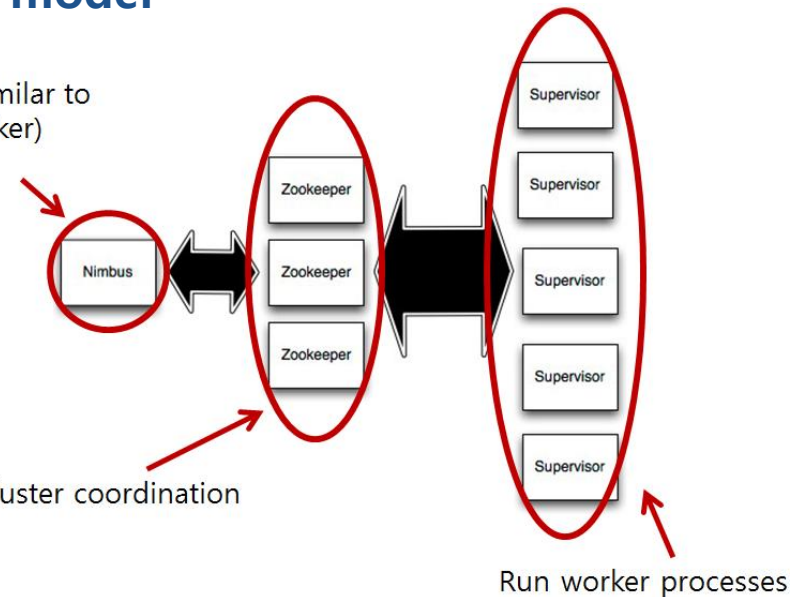 model
milar to
ker)
Nimbus
Zookeeper
Zookeeper
Zookeeper
Supervisor
Supervisor
Supervisor
Supervisor
Supervisor
uster coordination
Run worker processes